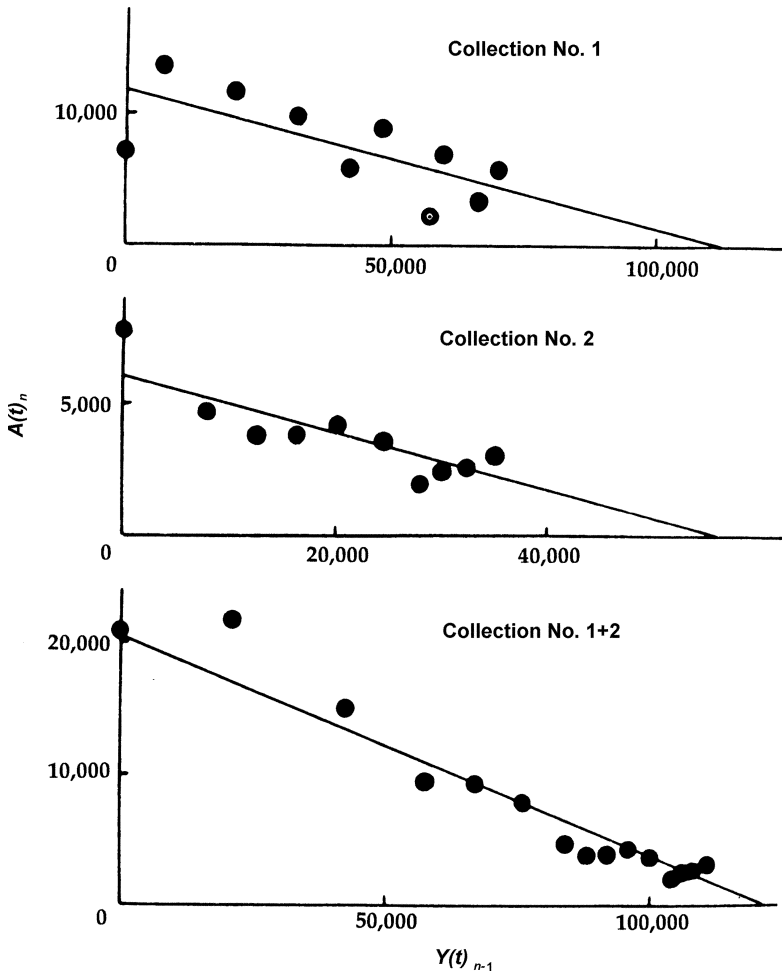 Collection No. 1
10,000
0
50,000
100,000
Collection No. 2
5,000
0
20,000
40,000
A(t)n
Collection No. 1+2
20,000
10,000
0
50,000
100,000
Y(t) n-1